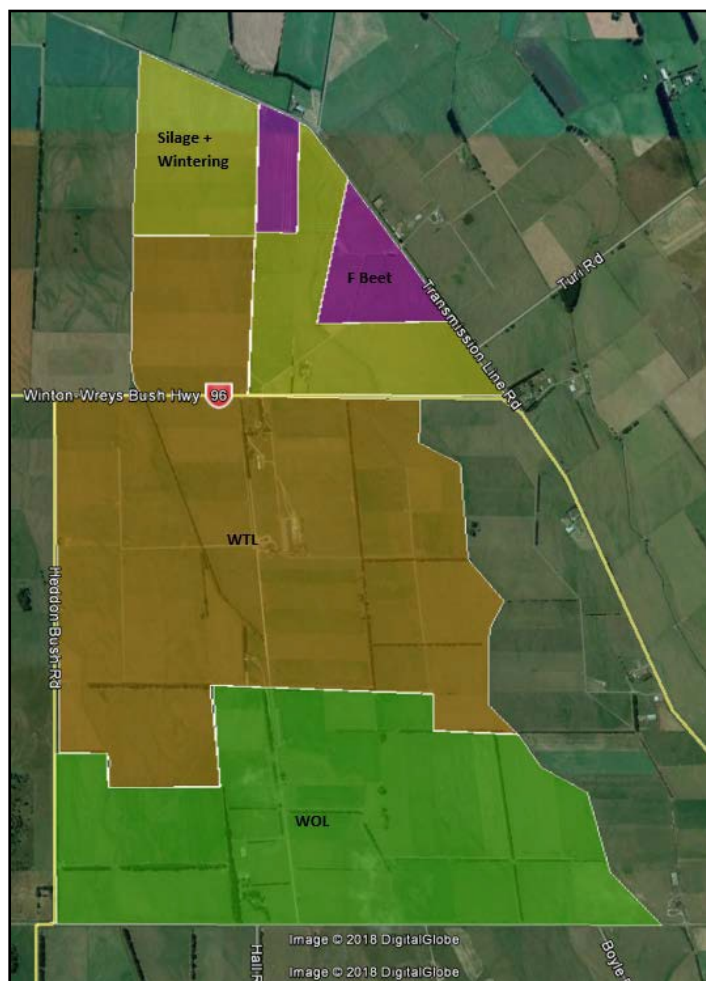 Silage +
Wintering
F Beet
Turi Rd
Transmission Line Rd
Winton-Wreys Bush Hwy 96
WTL
Heddon Bush Rd
WOL
Image © 2018 DigitalGlobe
Image © 2018 DigitalGlobe